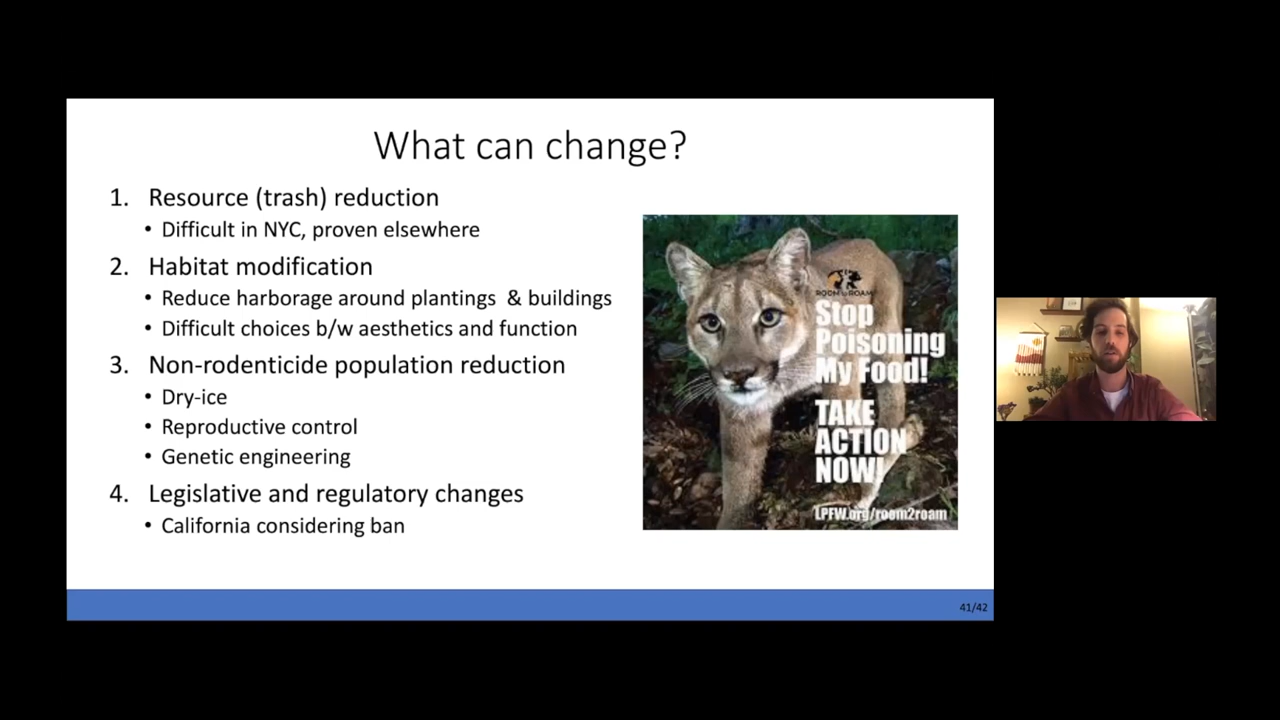 What can change?
1. Resource (trash) reduction
• Difficult in NYC, proven elsewhere
2. Habitat modification
• Reduce harborage around plantings & buildings
• Difficult choices b/w aesthetics and function
3. Non-rodenticide population reduction
• Dry-ice
• Reproductive control
• Genetic engineering
4. Legislative and regulatory changes
• California considering ban
ROOM 2 ROAM
Stop
Poisoning
My Food!
TAKE
ACTION
NOW!
LPFW.org/room2roam
41/42